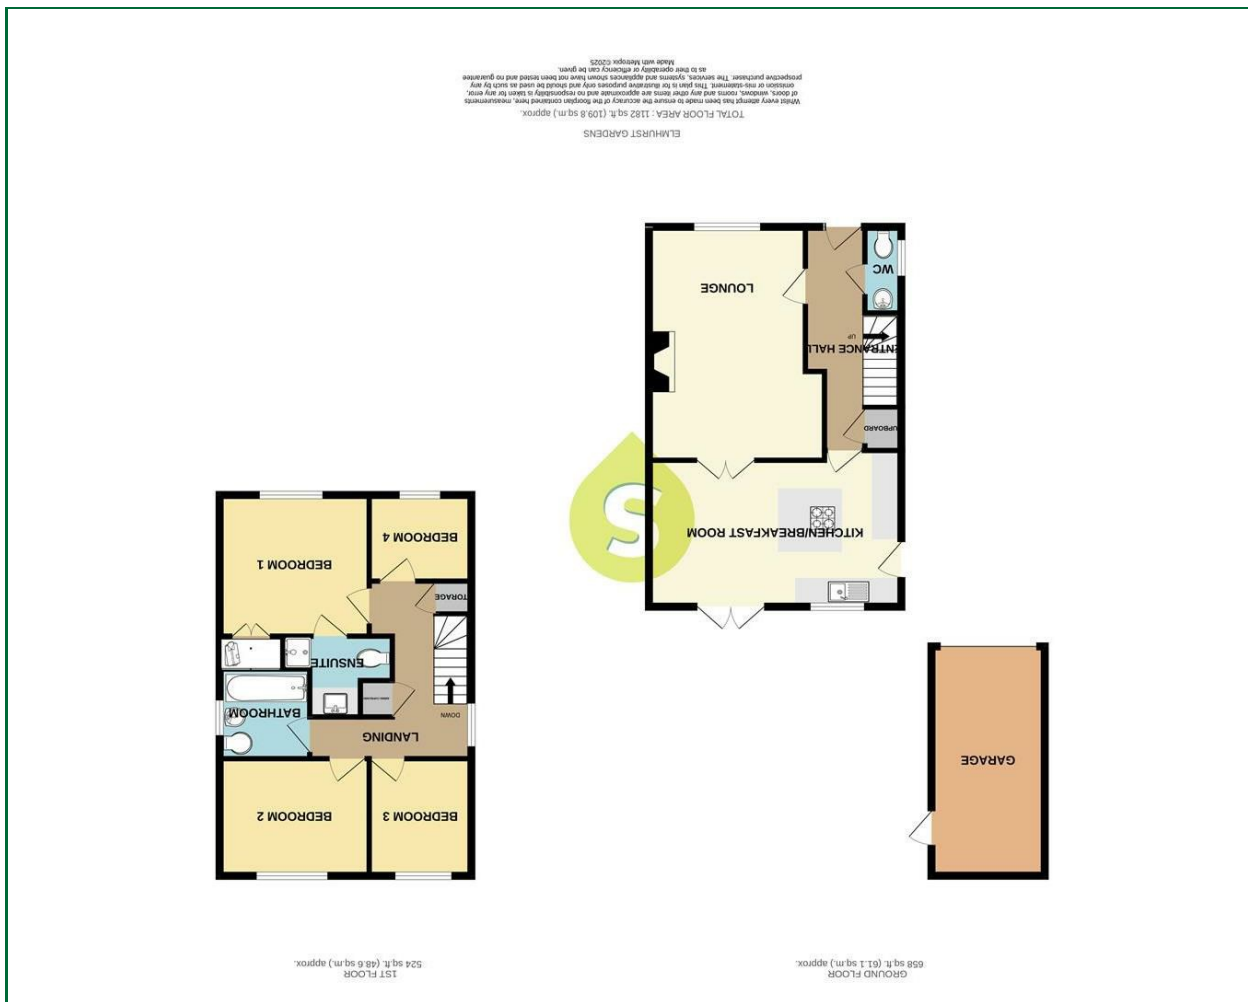 GROUND FLOOR
658 sq.ft. (61.1 sq.m.) approx.
1ST FLOOR
524 sq.ft. (48.6 sq.m.) approx.
GARAGE
KITCHEN/BREAKFAST ROOM
UPBOARD
ENTRANCE HALL
UP
LOUNGE
WC
S
BEDROOM 3
BEDROOM 2
LANDING
DOWN
BATHROOM
ENSUITE
TORAGE
BEDROOM 1
BEDROOM 4
ELMHURST GARDENS
TOTAL FLOOR AREA : 1182 sq.ft. (109.8 sq.m.) approx.
Whilst every attempt has been made to ensure the accuracy of the floorplan contained here, measurements
of doors, windows, rooms and any other items are approximate and no responsibility is taken for any error,
omission or mis-statement. This plan is for illustrative purposes only and should be used as such by any
prospective purchaser. The services, systems and appliances shown have not been tested and no guarantee
as to their operability or efficiency can be given.
Made with Metropix ©2025